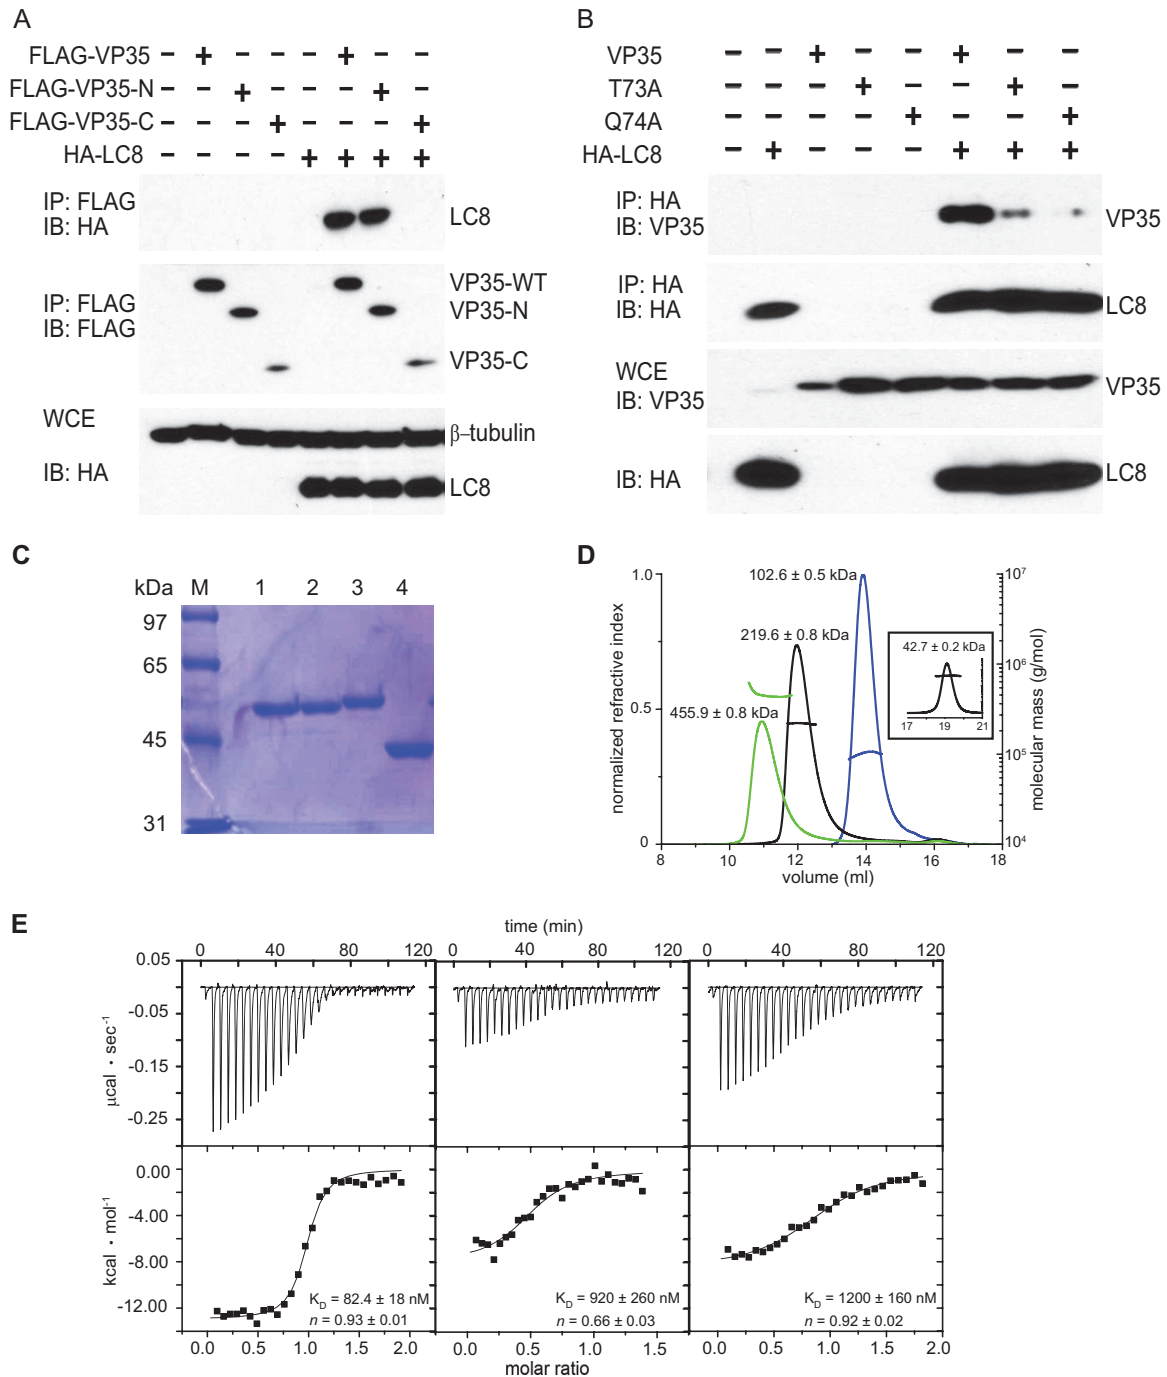 A
FLAG-VP35 – + – – – + – –
FLAG-VP35-N – – + – – – + –
FLAG-VP35-C – – – + – – – +
HA-LC8 – – – – + + + +
IP: FLAG
IB: HA
LC8
IP: FLAG
IB: FLAG
VP35-WT
VP35-N
VP35-C
WCE
β–tubulin
IB: HA
LC8
B
VP35 – – + – – + – –
T73A – – – + – – + –
Q74A – – – – + – – +
HA-LC8 – + – – – + + +
IP: HA
IB: VP35
VP35
IP: HA
IB: HA
LC8
WCE
IB: VP35
VP35
IB: HA
LC8
C
kDa M 1 2 3 4
97
65
45
31
D
normalized refractive index
1.0
0.5
0
102.6 ± 0.5 kDa
219.6 ± 0.8 kDa
455.9 ± 0.8 kDa
42.7 ± 0.2 kDa
17 19 21
10⁷
10⁶
10⁵
10⁴
molecular mass (g/mol)
8 10 12 14 16 18
volume (ml)
E
time (min)
0 40 80 120 0 40 80 120 0 40 80 120
0.05
-0.05
-0.15
-0.25
μcal · sec⁻¹
0.00
-4.00
-8.00
-12.00
kcal · mol⁻¹
K_D = 82.4 ± 18 nM
n = 0.93 ± 0.01
K_D = 920 ± 260 nM
n = 0.66 ± 0.03
K_D = 1200 ± 160 nM
n = 0.92 ± 0.02
0.0 0.5 1.0 1.5 2.0 0.0 0.5 1.0 1.5 0.0 0.5 1.0 1.5 2.0
molar ratio